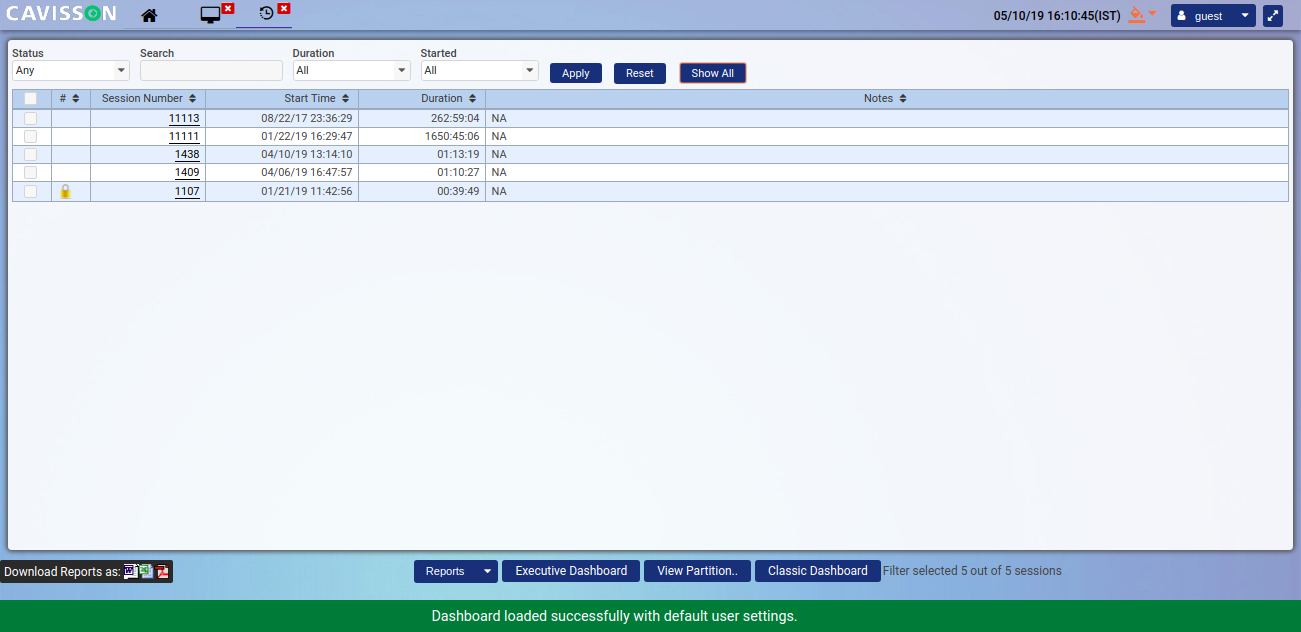 CAVISSON
05/10/19 16:10:45(IST)
guest
Status
Search
Duration
Started
Any
All
All
Apply
Reset
Show All
# Session Number Start Time Duration Notes
11113 08/22/17 23:36:29 262:59:04 NA
11111 01/22/19 16:29:47 1650:45:06 NA
1438 04/10/19 13:14:10 01:13:19 NA
1409 04/06/19 16:47:57 01:10:27 NA
1107 01/21/19 11:42:56 00:39:49 NA
Download Reports as:
Reports
Executive Dashboard
View Partition..
Classic Dashboard
Filter selected 5 out of 5 sessions
Dashboard loaded successfully with default user settings.